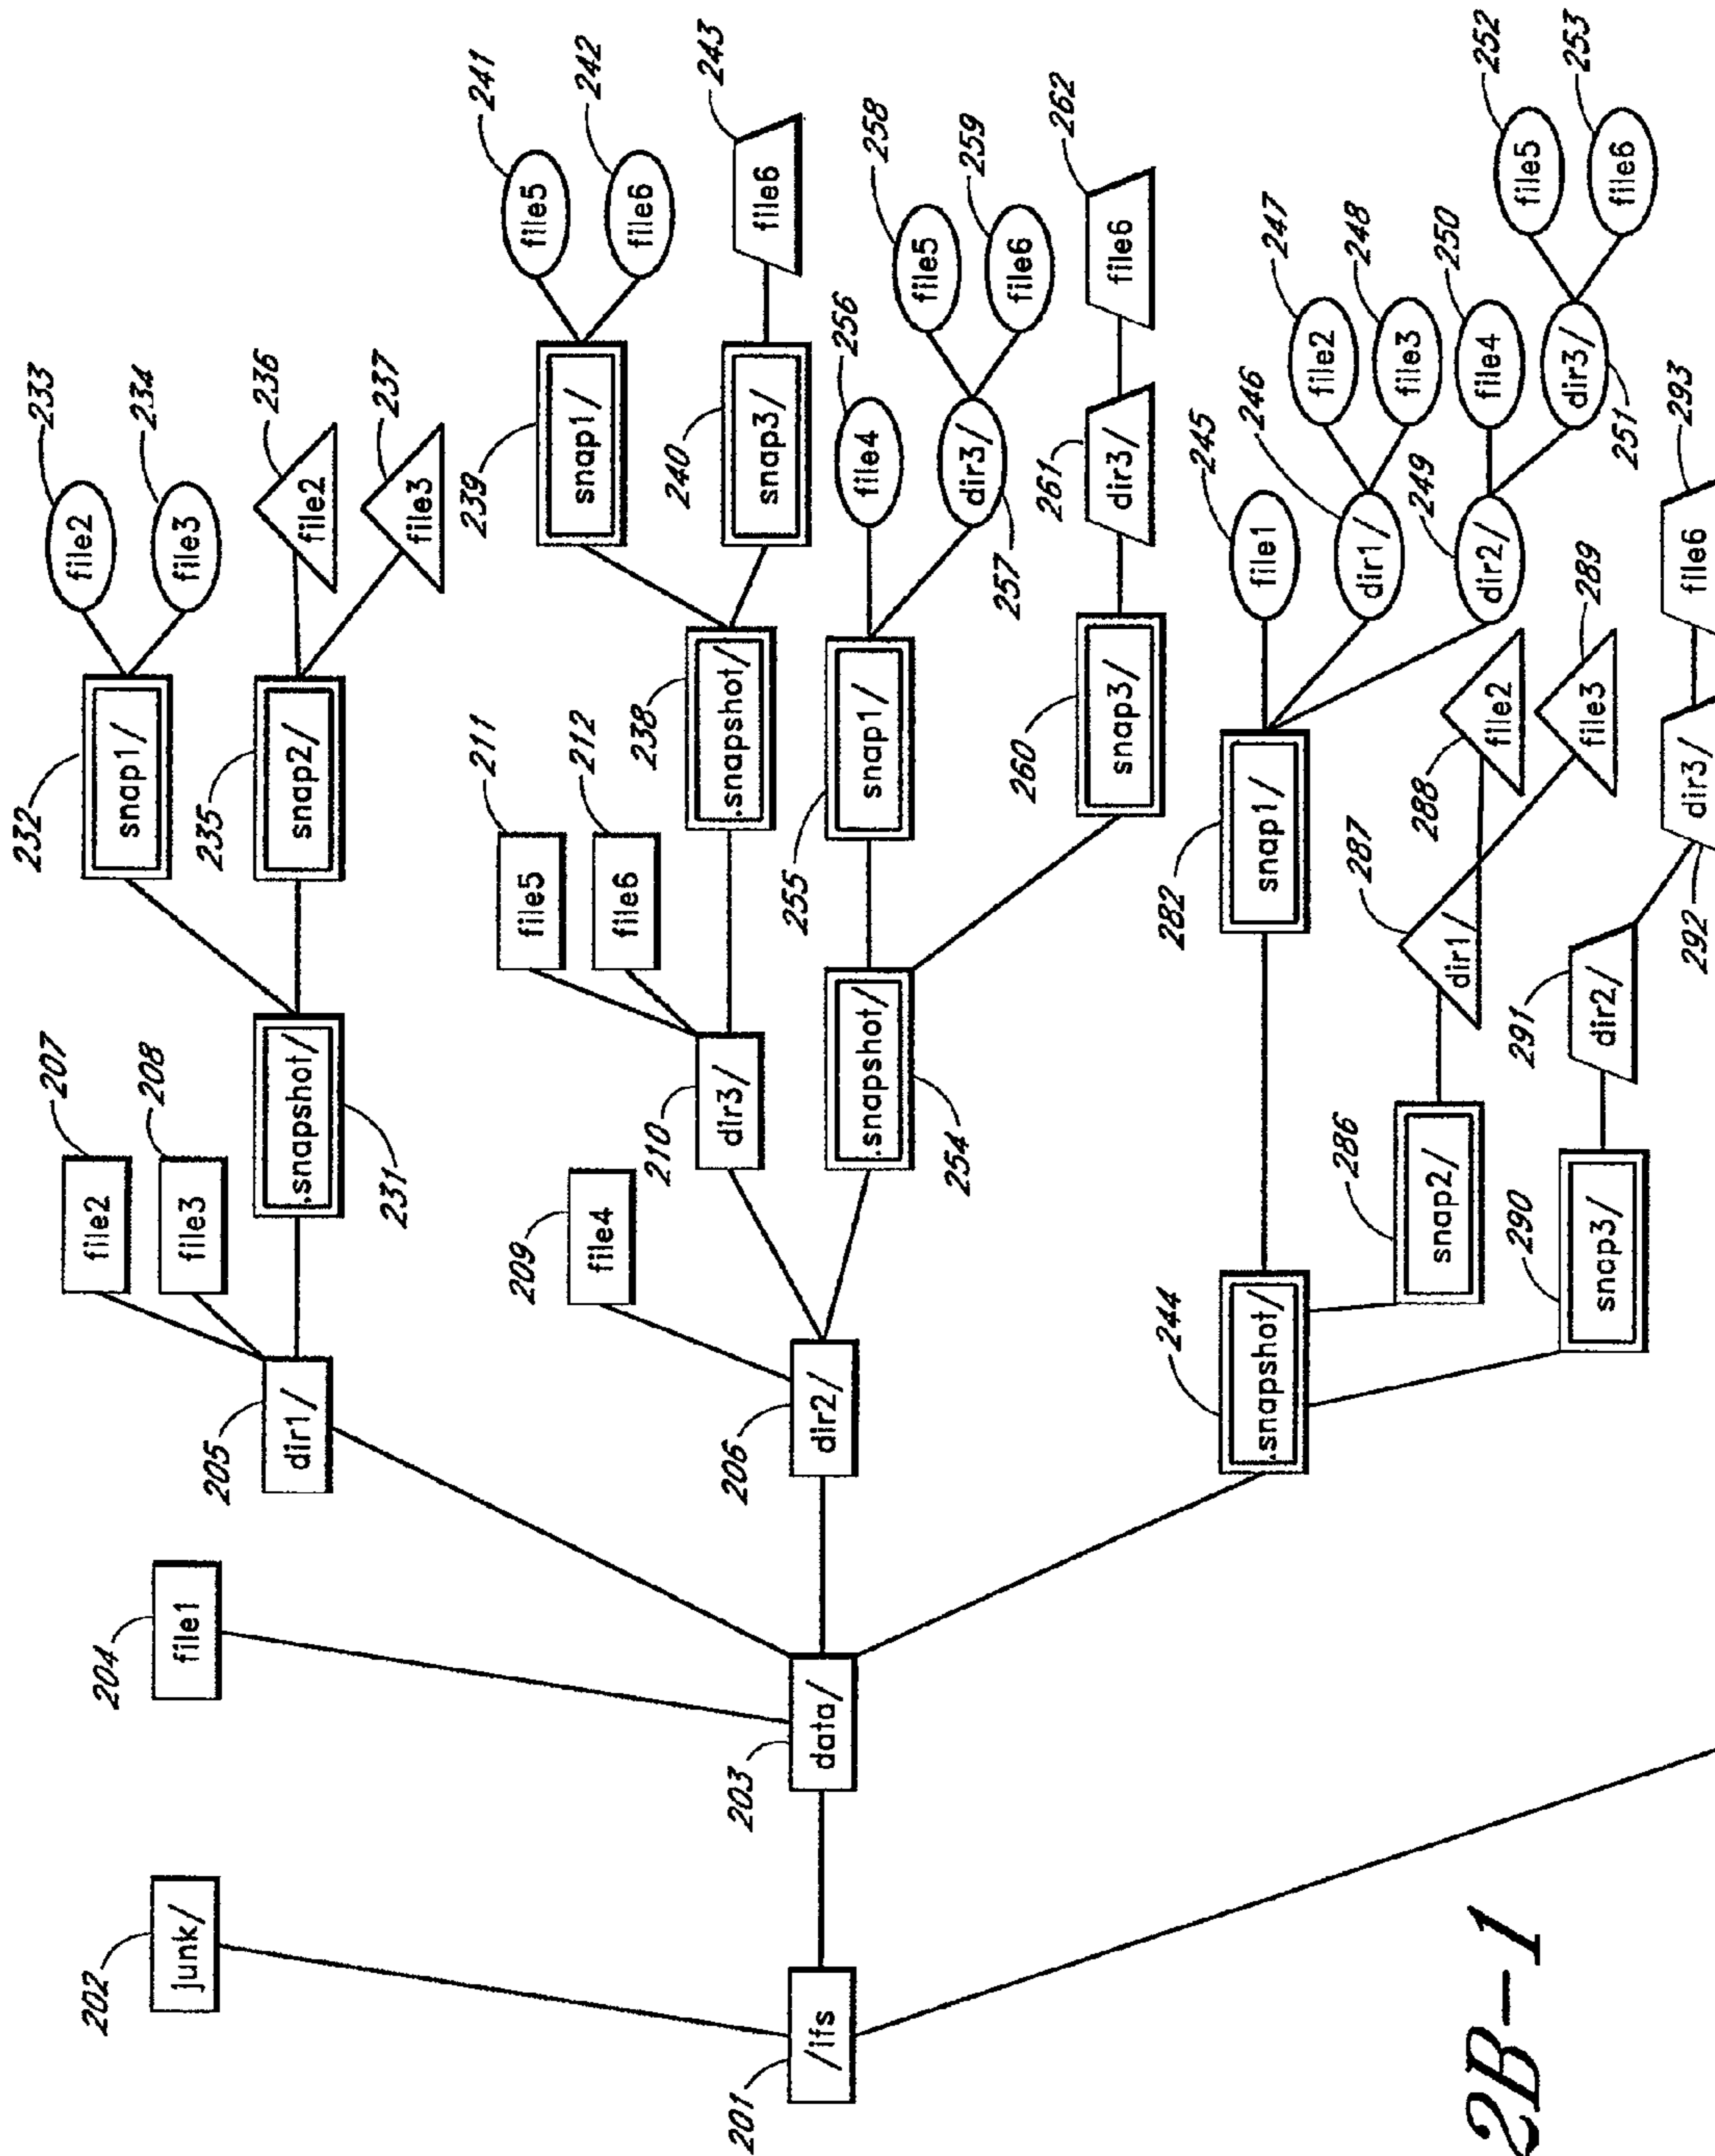 202
junk/
201
/ifs
204
file1
203
data/
205
dir1/
207
file2
208
file3
.snapshot/
231
232
snap1/
233
file2
234
file3
235
snap2/
236
file2
237
file3
206
dir2/
209
file4
210
dir3/
211
file5
212
file6
.snapshot/
238
239
snap1/
241
file5
242
file6
240
snap3/
243
file6
.snapshot/
254
255
snap1/
256
file4
dir3/
257
258
file5
259
file6
260
snap3/
261
dir3/
262
file6
244
.snapshot/
282
snap1/
245
file1
246
dir1/
247
file2
248
file3
249
dir2/
250
file4
dir3/
251
252
file5
253
file6
286
snap2/
287
dir1/
288
file2
289
file3
290
snap3/
291
dir2/
dir3/
292
293
file6
2B-1